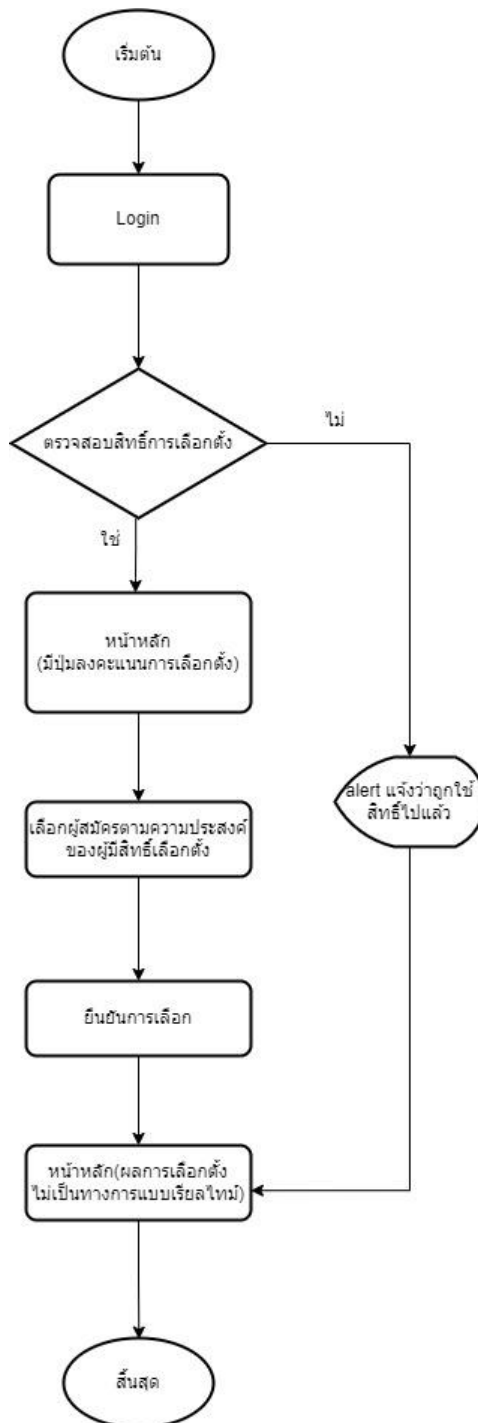 เริ่มต้น
Login
ตรวจสอบสิทธิ์การเลือกตั้ง
ไม่
ใช่
หน้าหลัก
(มีปุ่มลงคะแนนการเลือกตั้ง)
alert แจ้งว่าถูกใช้
สิทธิ์ไปแล้ว
เลือกผู้สมัครตามความประสงค์
ของผู้มีสิทธิ์เลือกตั้ง
ยืนยันการเลือก
หน้าหลัก(ผลการเลือกตั้ง
ไม่เป็นทางการแบบเรียลไทม์)
สิ้นสุด